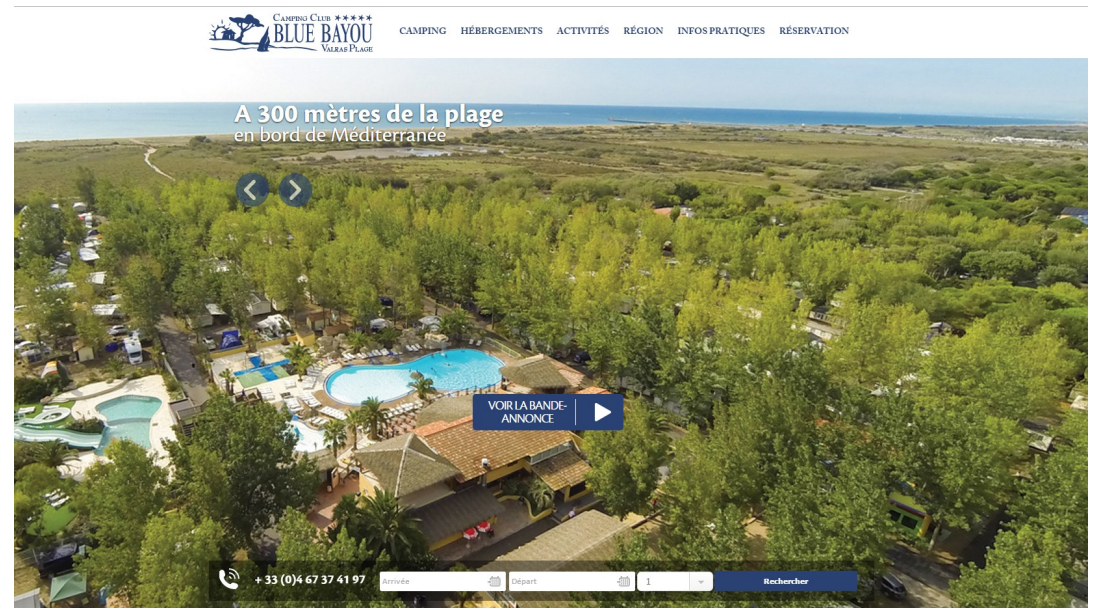 CAMPING CLUB ★★★★★
BLUE BAYOU
VALRAS PLAGE
CAMPING HÉBERGEMENTS ACTIVITÉS RÉGION INFOS PRATIQUES RÉSERVATION
A 300 mètres de la plage
en bord de Méditerranée
VOIR LA BANDE-
ANNONCE
+ 33 (0)4 67 37 41 97 Arrivée Départ 1 Rechercher